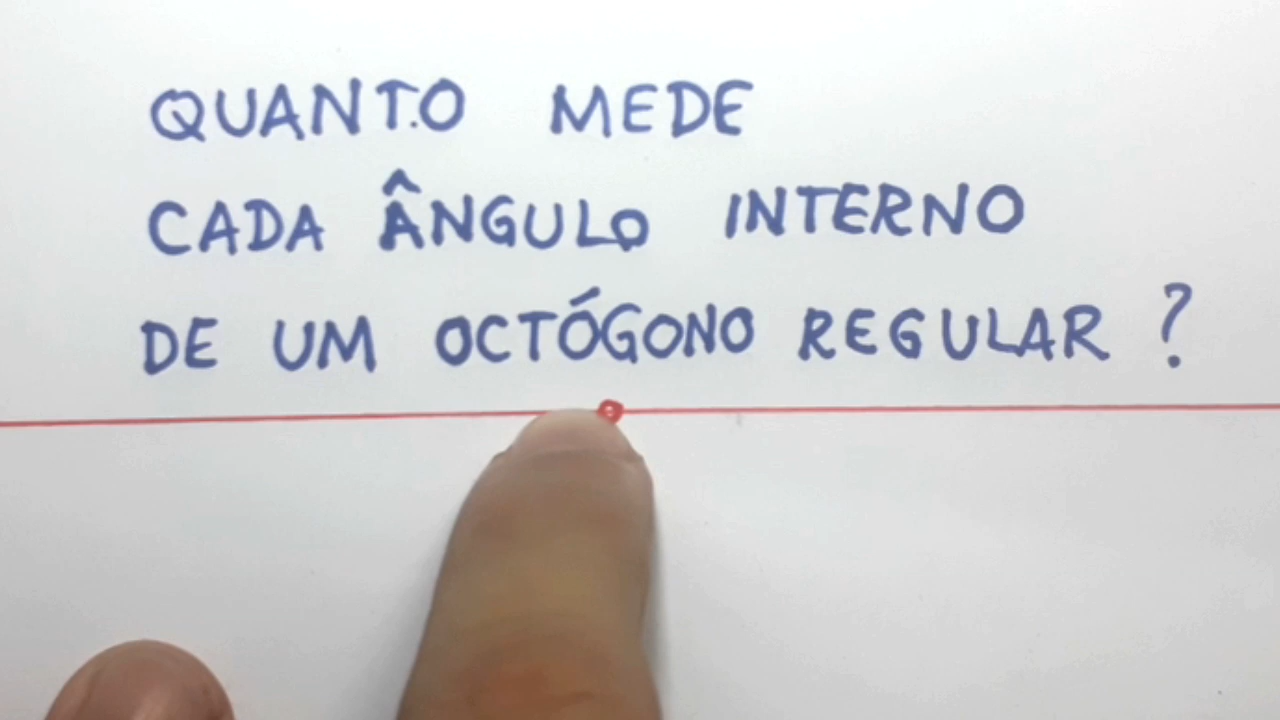 QUANTO MEDE
CADA ÂNGULO INTERNO
DE UM OCTÓGONO REGULAR ?